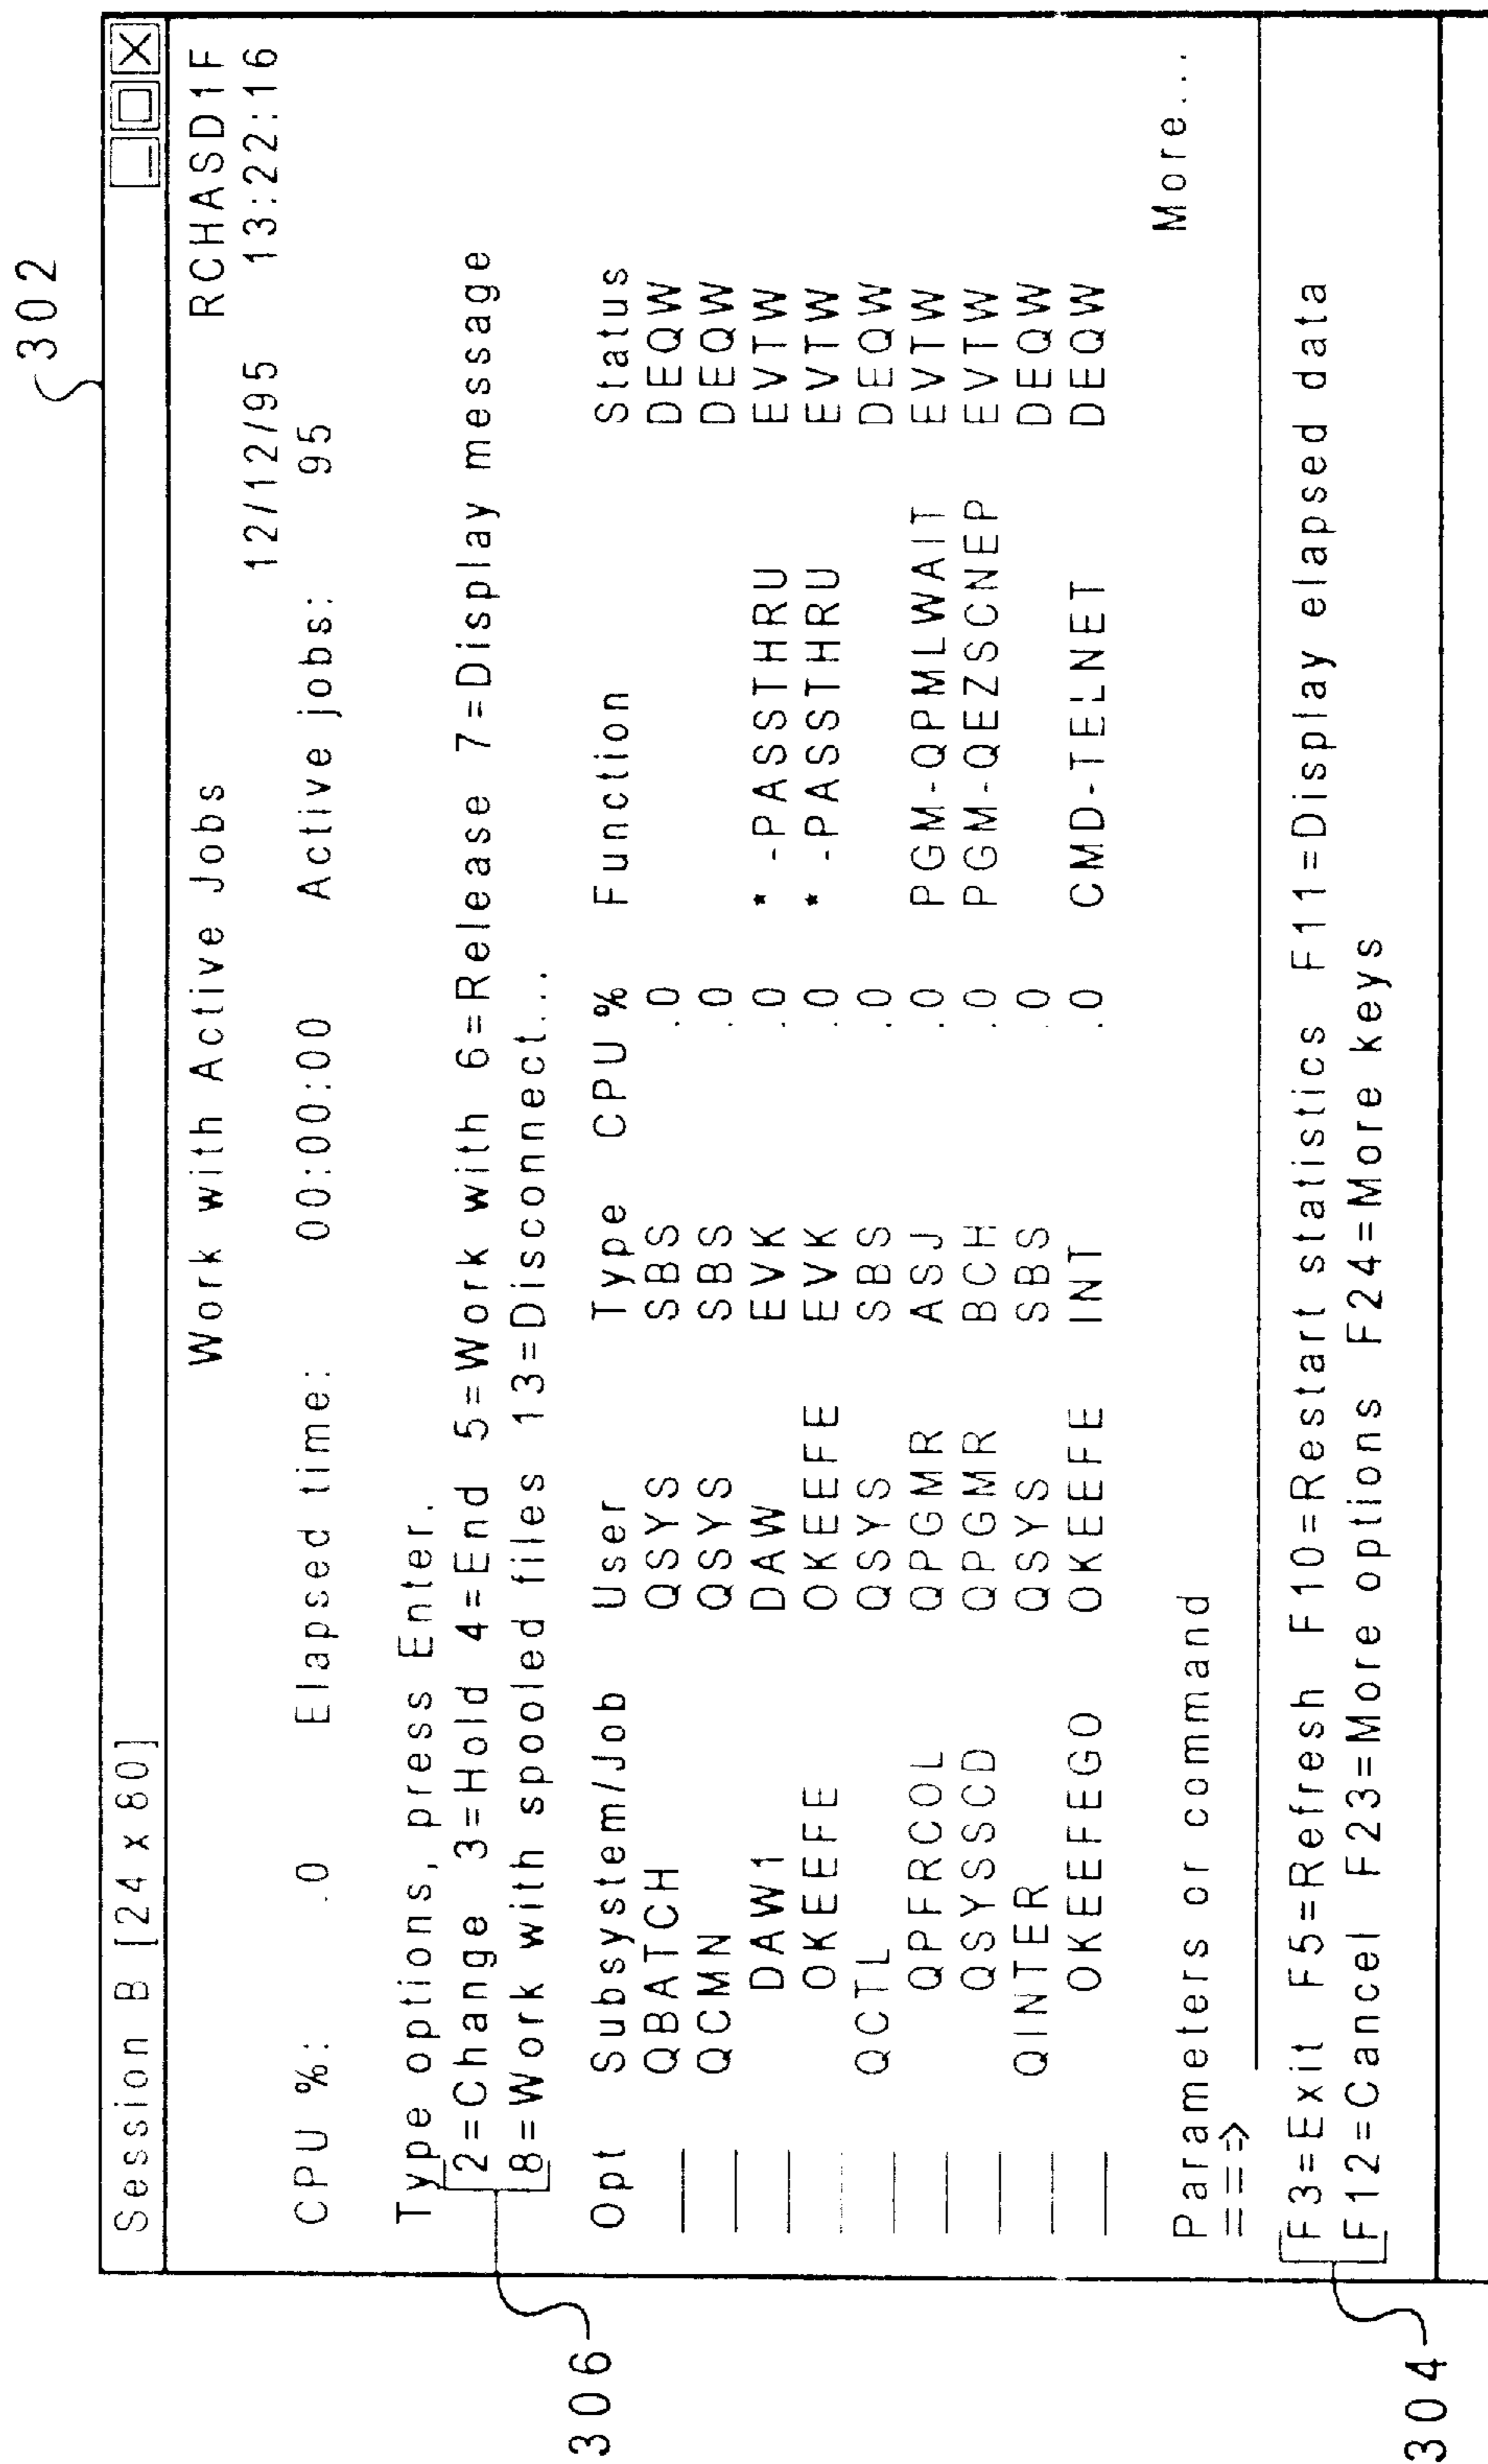 302
Session B [24 x 80]
Work with Active Jobs RCHASD1F
12/12/95 13:22:16
CPU %: .0 Elapsed time: 00:00:00 Active jobs: 95
Type options, press Enter.
2=Change 3=Hold 4=End 5=Work with 6=Release 7=Display message
8=Work with spooled files 13=Disconnect...
306
Opt Subsystem/Job User Type CPU % Function Status
QBATCH QSYS SBS .0 DEQW
QCMN QSYS SBS .0 DEQW
DAW1 DAW EVK .0 *-PASSTHRU EVTW
OKEEFE OKEEFE EVK .0 *-PASSTHRU EVTW
QCTL QSYS SBS .0 DEQW
QPFRCOL QPGMR ASJ .0 PGM-QPMLWAIT EVTW
QSYSSCD QPGMR BCH .0 PGM-QEZSCNEP EVTW
QINTER QSYS SBS .0 DEQW
OKEEFEGO OKEEFE INT .0 CMD-TELNET DEQW
More...
Parameters or command
===>
F3=Exit F5=Refresh F10=Restart statistics F11=Display elapsed data
F12=Cancel F23=More options F24=More keys
304